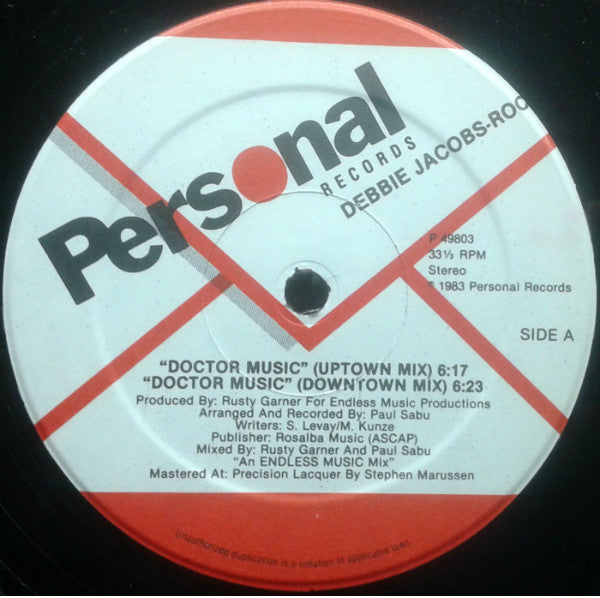 Personal
RECORDS
DEBBIE JACOBS-ROC
P 49803
33⅓ RPM
Stereo
℗ 1983 Personal Records
SIDE A
“DOCTOR MUSIC” (UPTOWN MIX) 6:17
“DOCTOR MUSIC” (DOWNTOWN MIX) 6:23
Produced By: Rusty Garner For Endless Music Productions
Arranged And Recorded By: Paul Sabu
Writers: S. Levay/M. Kunze
Publisher: Rosalba Music (ASCAP)
Mixed By: Rusty Garner And Paul Sabu
“An ENDLESS MUSIC Mix”
Mastered At: Precision Lacquer By Stephen Marussen
Unauthorized duplication is a violation of applicable laws